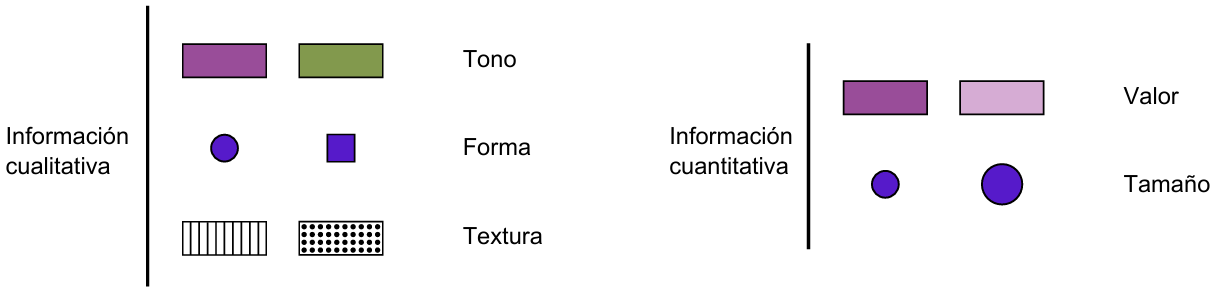 Información
cualitativa
Tono
Forma
Textura
Información
cuantitativa
Valor
Tamaño